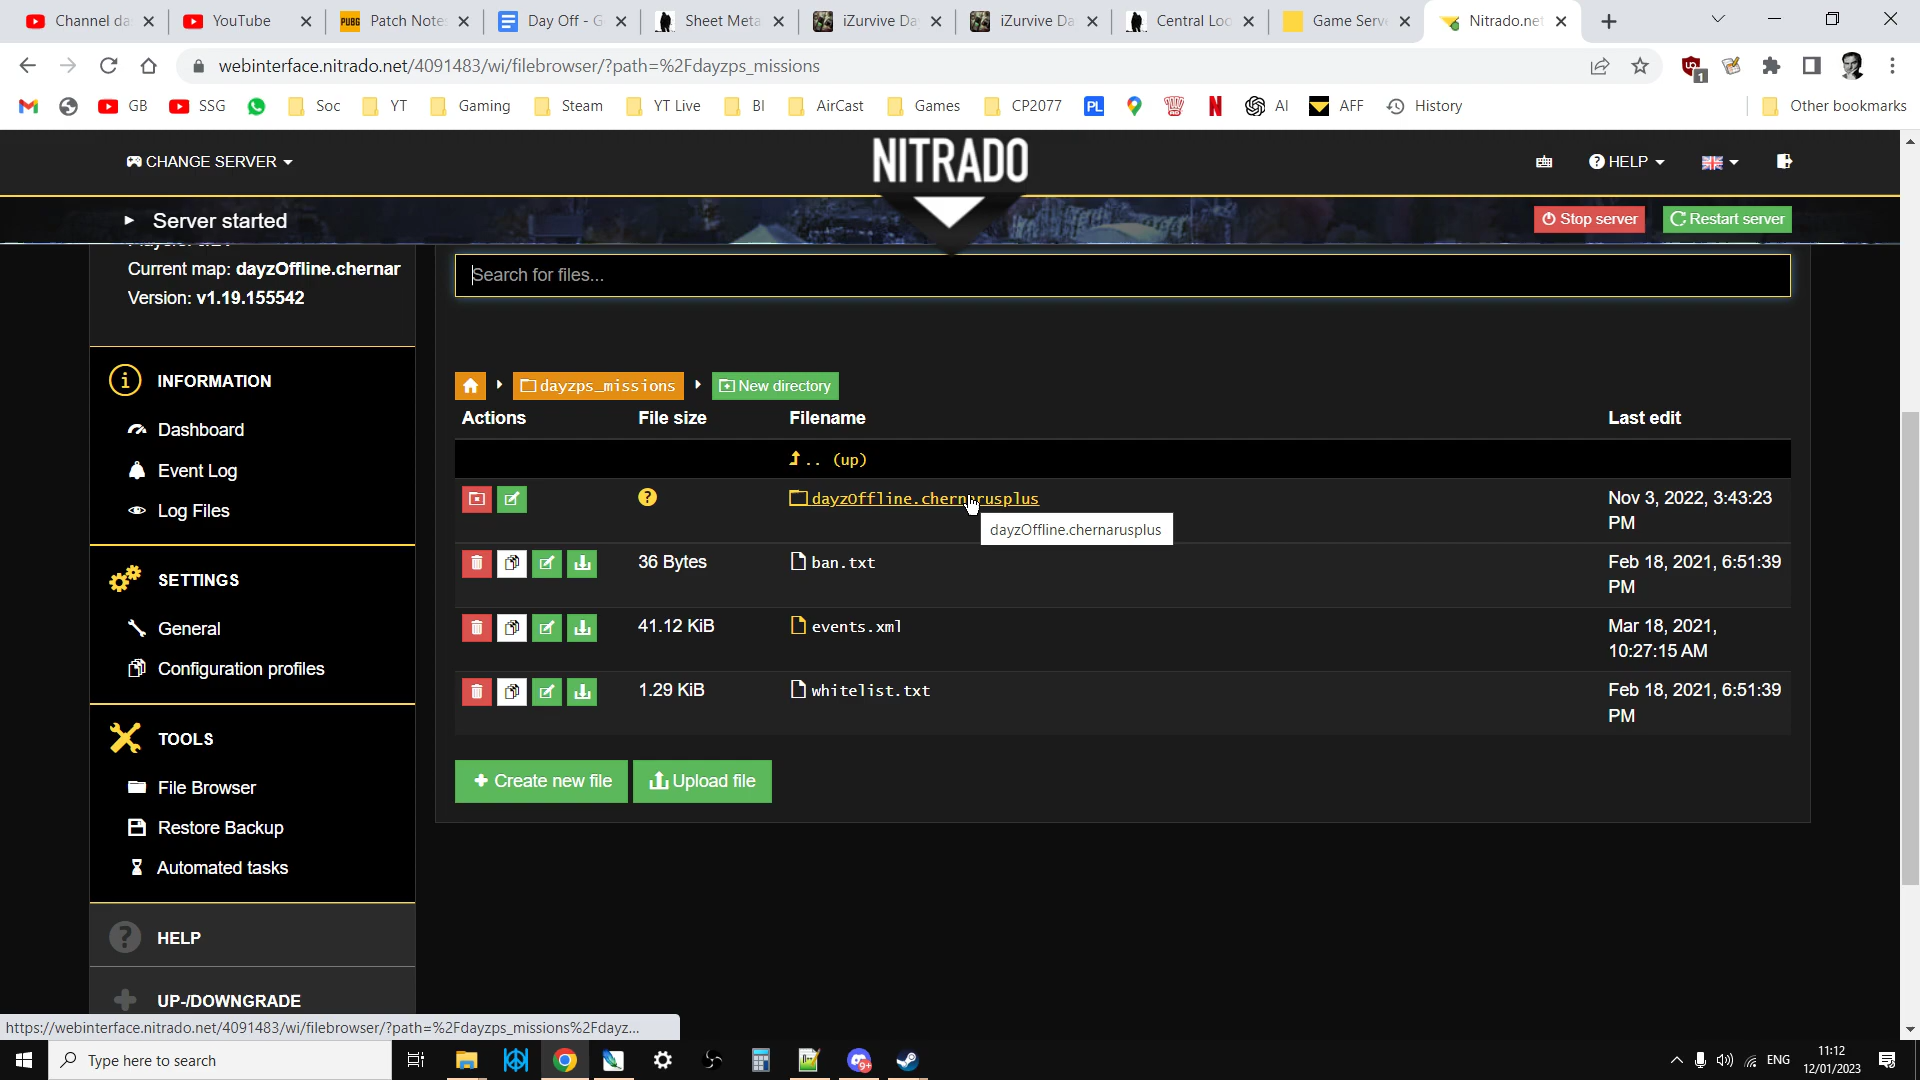 Channel da
YouTube
PUBG
Patch Note
Day Off - G
Sheet Meta
iZurvive Da
iZurvive Da
Central Loc
Game Serve
Nitrado.net
webinterface.nitrado.net/4091483/wi/filebrowser/?path=%2Fdayzps_missions
1
GB
SSG
Soc
YT
Gaming
Steam
YT Live
BI
AirCast
Games
CP2077
PL
N
AI
AFF
History
Other bookmarks
CHANGE SERVER
NITRADO
HELP
Server started
Stop server
Restart server
Current map: dayzOffline.chernar
Version: v1.19.155542
Search for files...
INFORMATION
Dashboard
Event Log
Log Files
SETTINGS
General
Configuration profiles
TOOLS
File Browser
Restore Backup
Automated tasks
HELP
UP-/DOWNGRADE
dayzps_missions
New directory
Actions
File size
Filename
Last edit
.. (up)
dayzOffline.chernarusplus
Nov 3, 2022, 3:43:23
PM
dayzOffline.chernarusplus
36 Bytes
ban.txt
Feb 18, 2021, 6:51:39
PM
41.12 KiB
events.xml
Mar 18, 2021,
10:27:15 AM
1.29 KiB
whitelist.txt
Feb 18, 2021, 6:51:39
PM
Create new file
Upload file
https://webinterface.nitrado.net/4091483/wi/filebrowser/?path=%2Fdayzps_missions%2Fdayz...
Type here to search
9+
ENG
11:12
12/01/2023